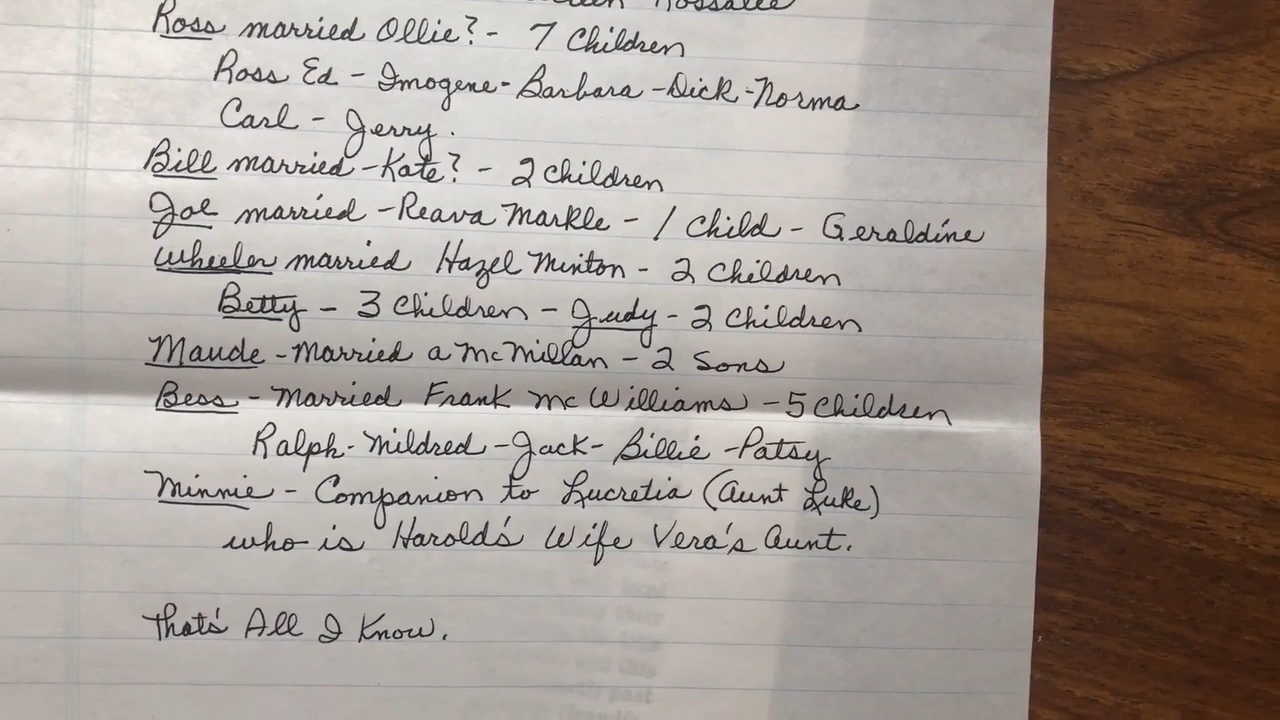 Rossalee
Ross married Ollie? - 7 Children
Ross Ed - Imogene - Barbara - Dick - Norma
Carl - Jerry.
Bill married - Kate? - 2 Children
Joe married - Reava Markle - 1 Child - Geraldine
Wheeler married Hazel Minton - 2 Children
Betty - 3 Children - Judy - 2 Children
Maude - Married a McMillan - 2 Sons
Bess - Married Frank McWilliams - 5 Children
Ralph - Mildred - Jack - Billie - Patsy
Minnie - Companion to Lucretia (Aunt Luke)
who is Harold's Wife Vera's Aunt.
That's All I Know.